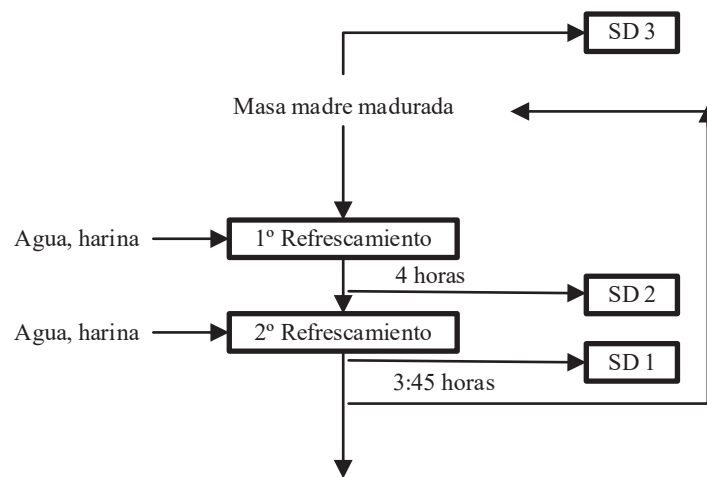 SD 3
Masa madre madurada
Agua, harina
1º Refrescamiento
4 horas
SD 2
Agua, harina
2º Refrescamiento
SD 1
3:45 horas